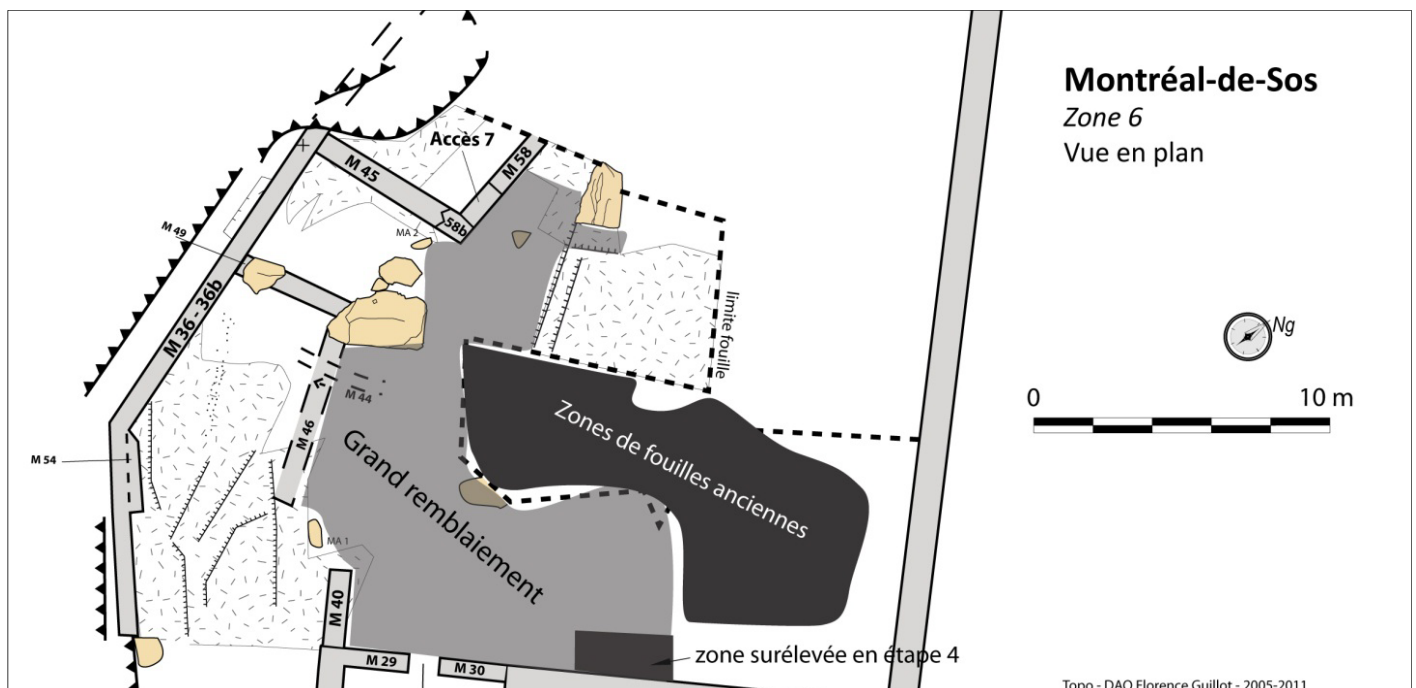 Montréal-de-Sos
Zone 6
Vue en plan
Accès 7
M 58
M 45
58b
MA 2
M 49
M 36 - 36b
limite fouille
Ng
0
10 m
M 44
M 46
Zones de fouilles anciennes
Grand remblaiement
M 54
MA 1
M 40
M 29
M 30
zone surélevée en étape 4
Topo - DAO Florence Guillot - 2005-2011